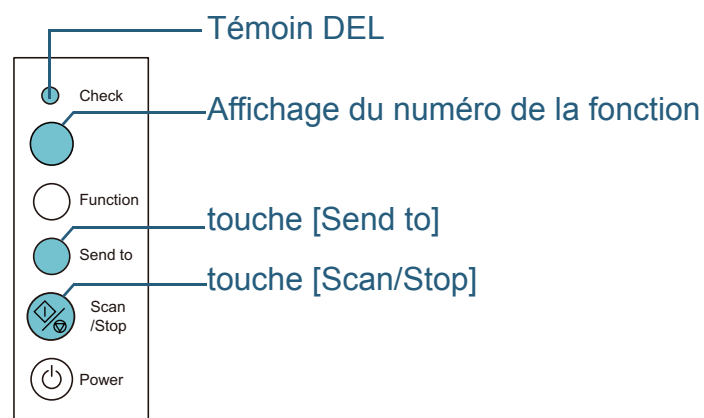 Témoin DEL
Check
Affichage du numéro de la fonction
Function
touche [Send to]
Send to
touche [Scan/Stop]
Scan
/Stop
Power